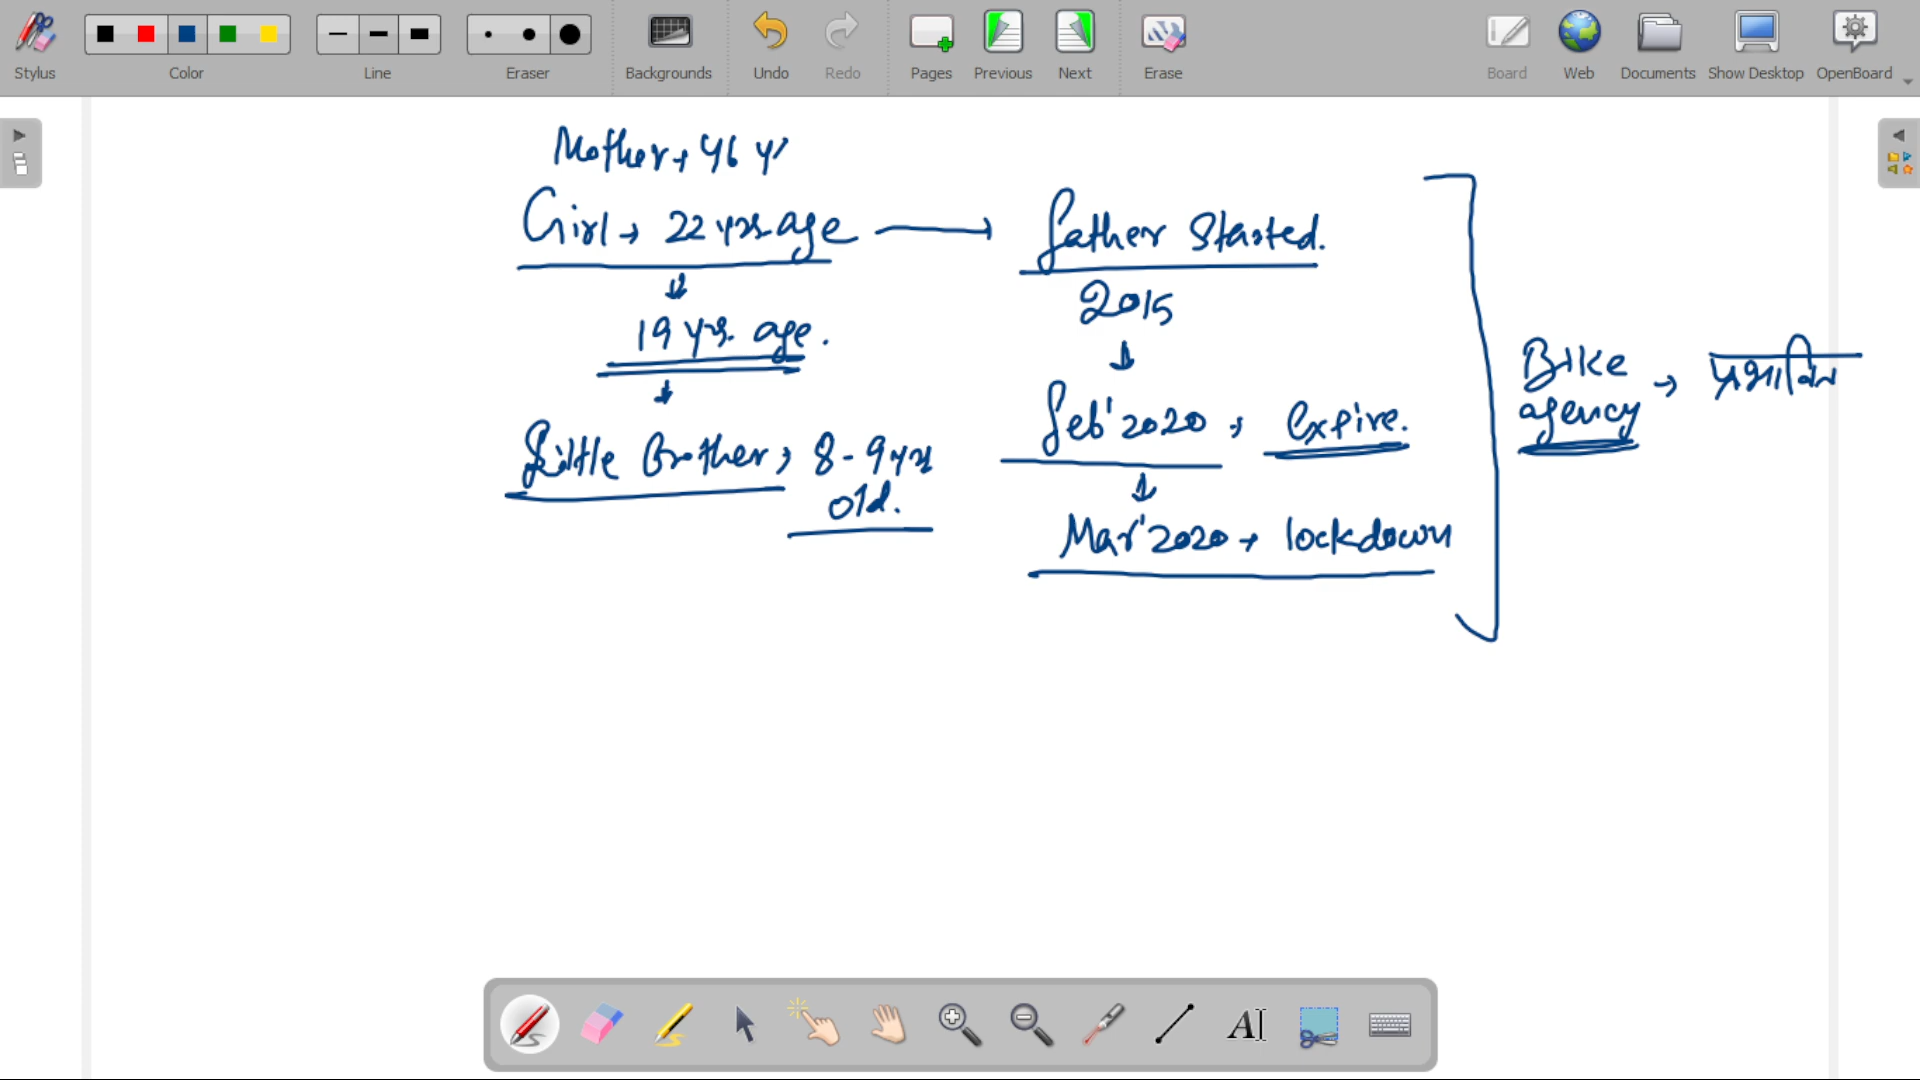 Stylus
Color
Line
Eraser
Backgrounds
Undo
Redo
Pages
Previous
Next
Erase
Board
Web
Documents
Show Desktop
OpenBoard
Mother → 46 yr
Girl → 22 yrs. age → Father Started.
2015
19 yrs. age.
Feb' 2020 → Expire.
Little Brother → 8-9 yrs
old.
Mar' 2020 → lockdown
Bike →
agency